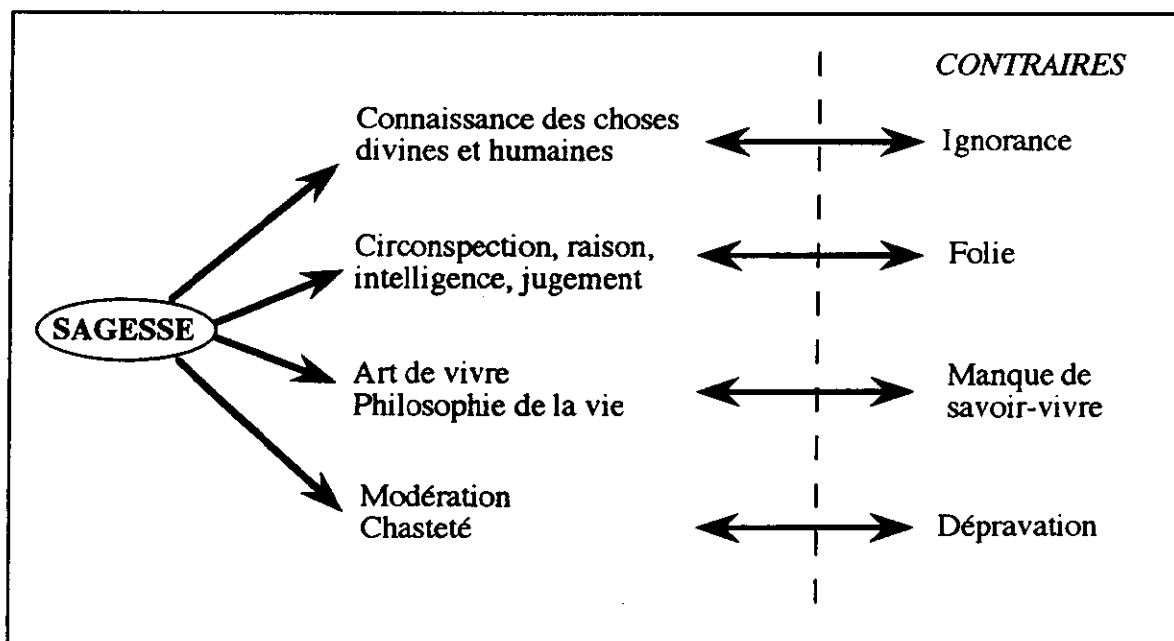 CONTRAIRES
Connaissance des choses
divines et humaines
Ignorance
Circonspection, raison,
intelligence, jugement
Folie
SAGESSE
Art de vivre
Philosophie de la vie
Manque de
savoir-vivre
Modération
Chasteté
Dépravation